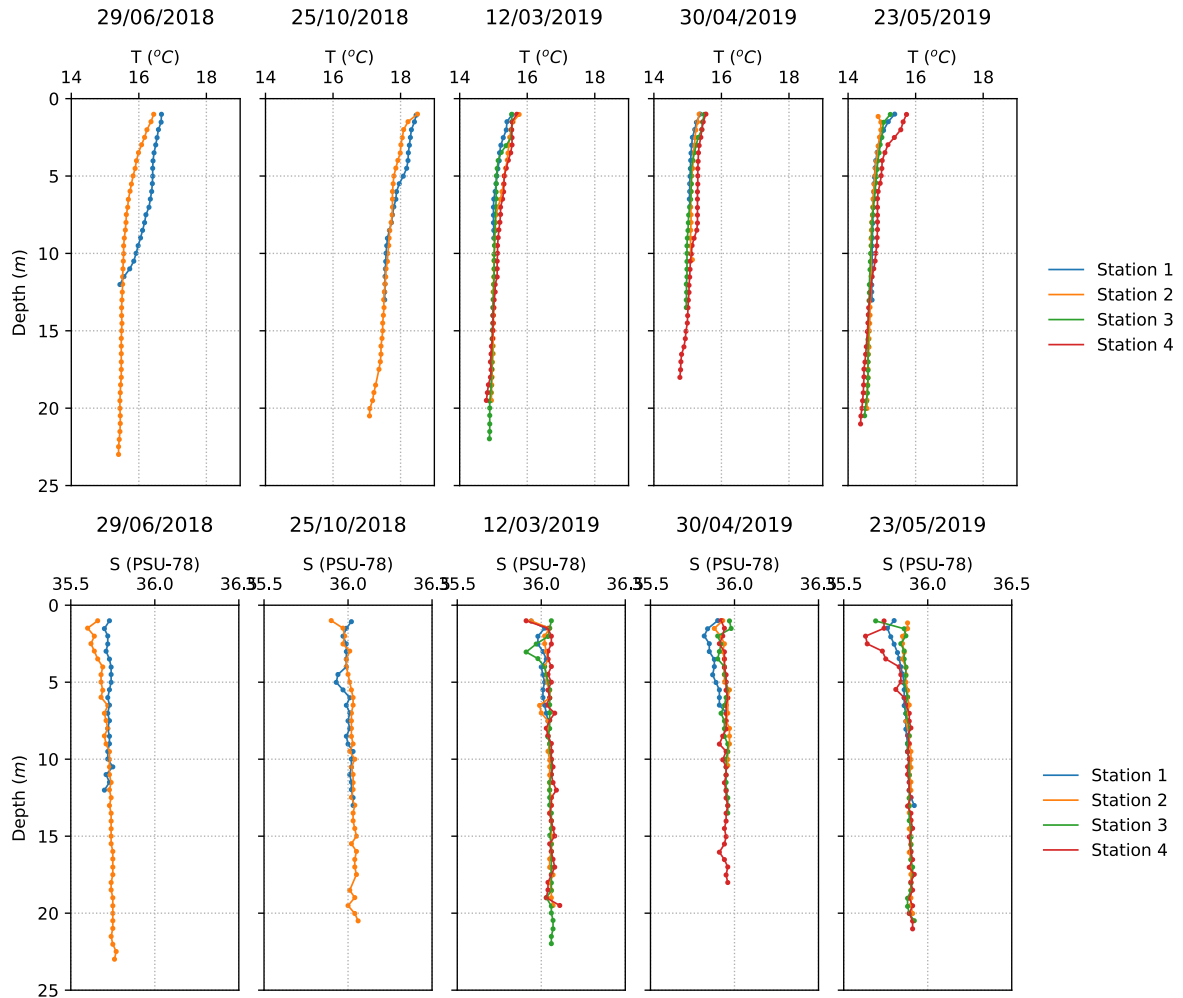 29/06/2018 25/10/2018 12/03/2019 30/04/2019 23/05/2019
T (°C) T (°C) T (°C) T (°C) T (°C)
14 16 18 14 16 18 14 16 18 14 16 18 14 16 18
0
5
10
15
20
25
Depth (m)
Station 1
Station 2
Station 3
Station 4
29/06/2018 25/10/2018 12/03/2019 30/04/2019 23/05/2019
S (PSU-78) S (PSU-78) S (PSU-78) S (PSU-78) S (PSU-78)
35.5 36.0 36.5 35.5 36.0 36.5 35.5 36.0 36.5 35.5 36.0 36.5 35.5 36.0 36.5
0
5
10
15
20
25
Depth (m)
Station 1
Station 2
Station 3
Station 4